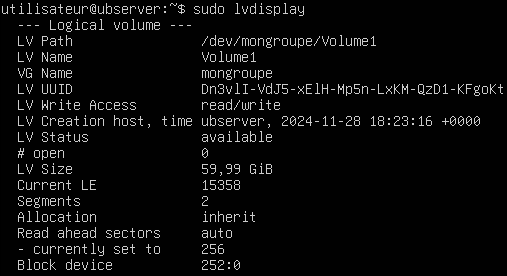 utilisateur@ubserver:~$ sudo lvdisplay
--- Logical volume ---
LV Path /dev/mongroupe/Volume1
LV Name Volume1
VG Name mongroupe
LV UUID Dn3vlI-VdJ5-xElH-Mp5n-LxKM-QzD1-KFgoKt
LV Write Access read/write
LV Creation host, time ubserver, 2024-11-28 18:23:16 +0000
LV Status available
# open 0
LV Size 59,99 GiB
Current LE 15358
Segments 2
Allocation inherit
Read ahead sectors auto
- currently set to 256
Block device 252:0